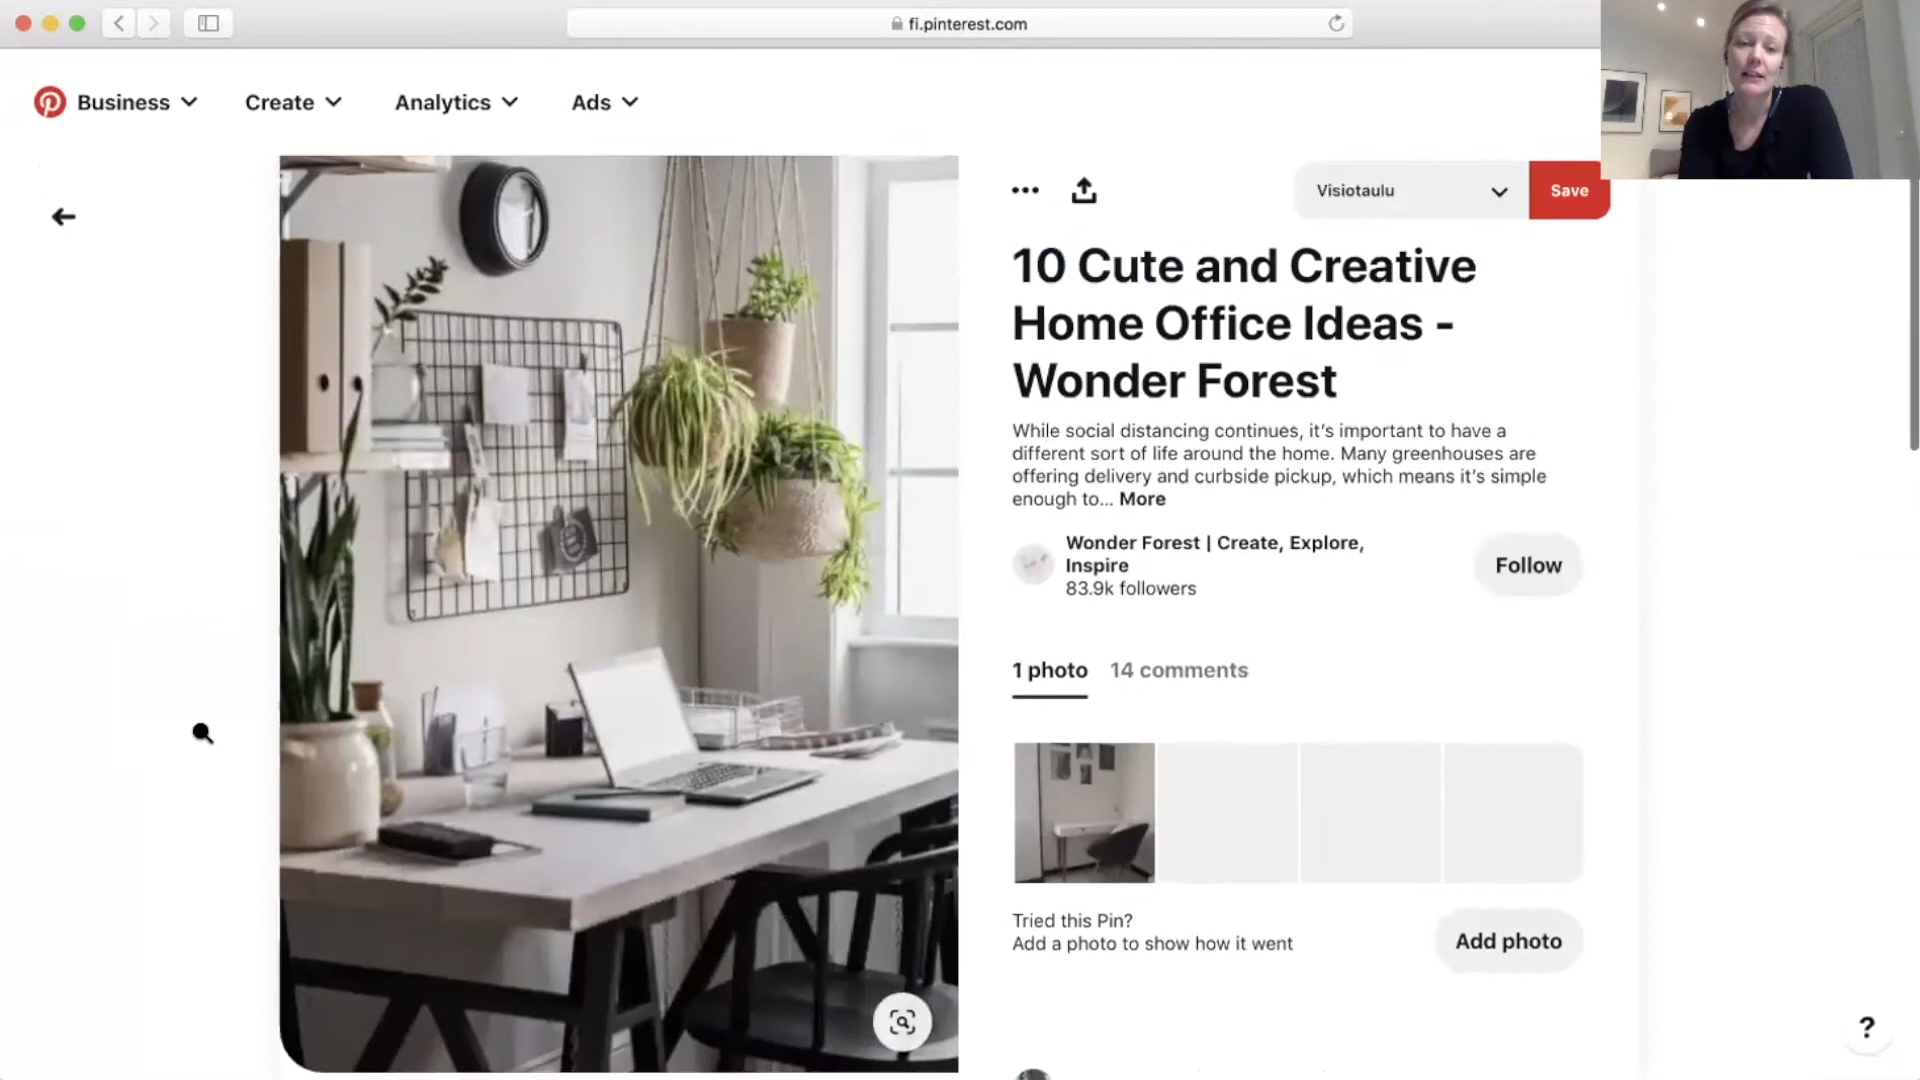 fi.pinterest.com
Business
Create
Analytics
Ads
Visiotaulu
Save
10 Cute and Creative
Home Office Ideas -
Wonder Forest
While social distancing continues, it's important to have a
different sort of life around the home. Many greenhouses are
offering delivery and curbside pickup, which means it's simple
enough to... More
Wonder Forest | Create, Explore,
Inspire
83.9k followers
Follow
1 photo
14 comments
Tried this Pin?
Add a photo to show how it went
Add photo
?